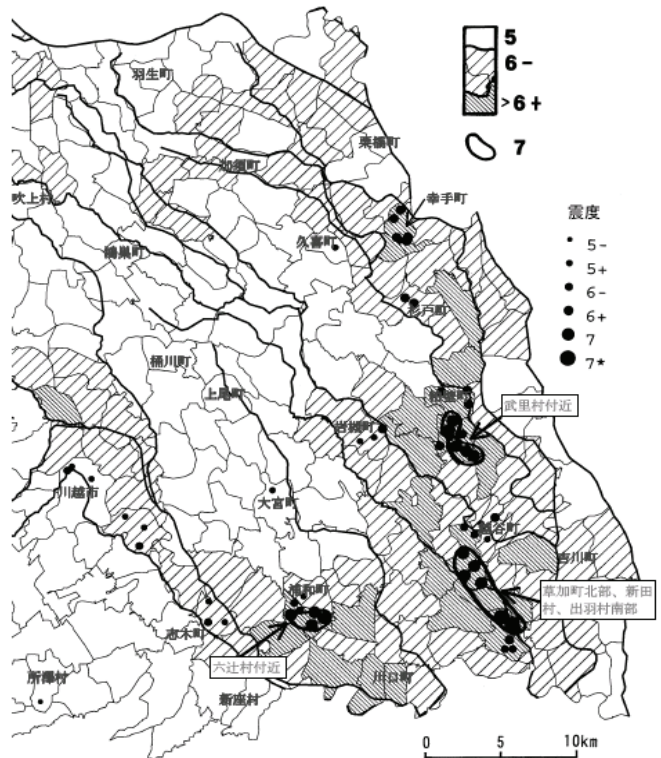 5
6-
>6+
7
羽生町
栗橋町
加須町
幸手町
吹上村
震度
久喜町
鴻巣町
5-
5+
6-
6+
7
7*
杉戸町
桶川町
上尾町
粕壁町
武里村付近
岩槻町
川越市
大宮町
越谷町
吉川町
浦和町
草加町北部、新田
村、出羽村南部
志木町
六辻村付近
所澤村
川口町
新座村
0 5 10km